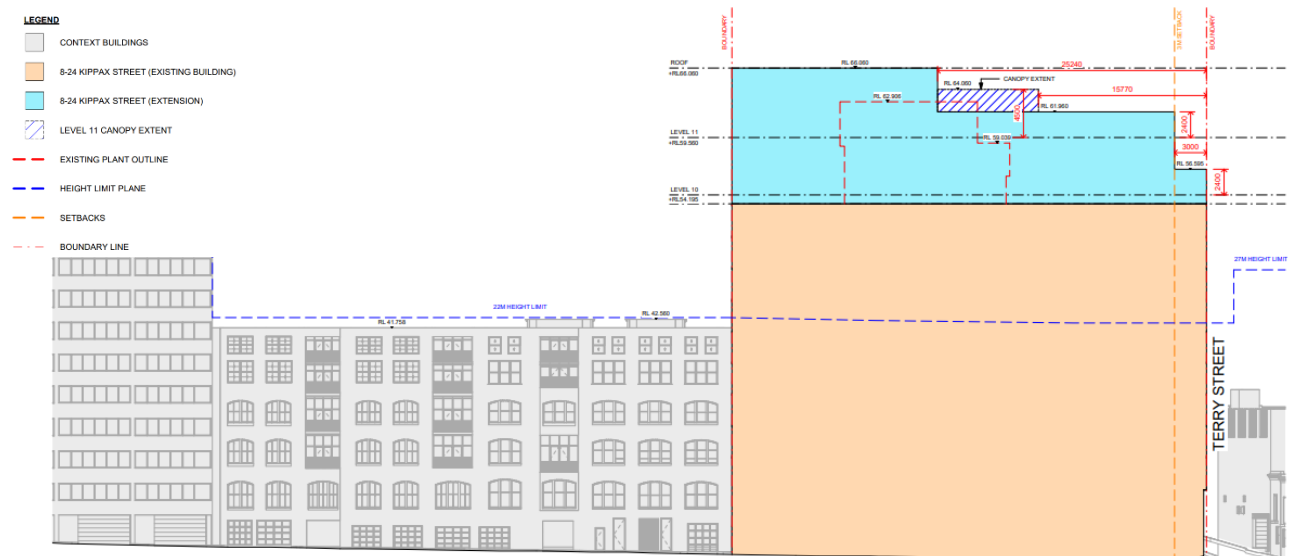 LEGEND
CONTEXT BUILDINGS
8-24 KIPPAX STREET (EXISTING BUILDING)
8-24 KIPPAX STREET (EXTENSION)
LEVEL 11 CANOPY EXTENT
EXISTING PLANT OUTLINE
HEIGHT LIMIT PLANE
SETBACKS
BOUNDARY LINE
BOUNDARY
3M SETBACK
BOUNDARY
ROOF
+RL66.060
RL 66.060
25240
RL 64.060
CANOPY EXTENT
15770
RL 62.906
RL 61.960
4500
2400
LEVEL 11
+RL59.560
RL 59.030
3000
RL 56.595
2400
LEVEL 10
+RL54.195
27M HEIGHT LIMIT
22M HEIGHT LIMIT
RL 41.758
RL 42.560
TERRY STREET